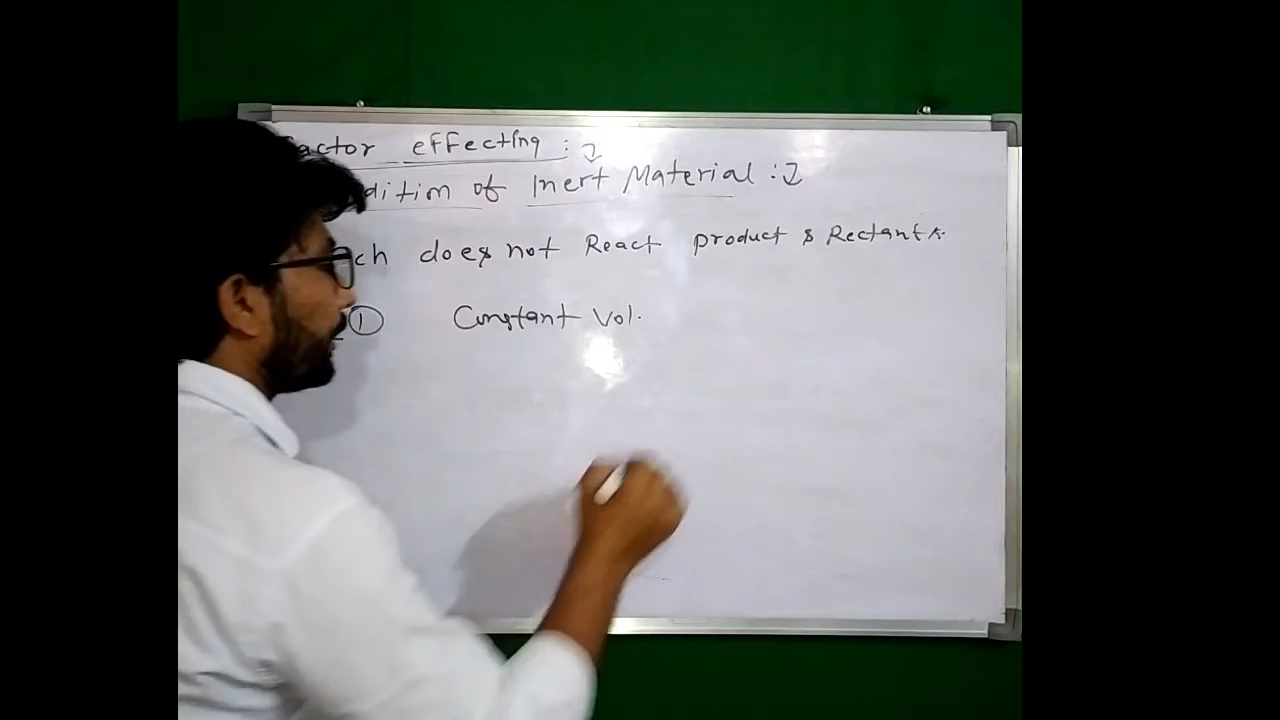 actor effecting :
dition of Inert Material :
ch does not React product & Rectant
① Constant Vol.